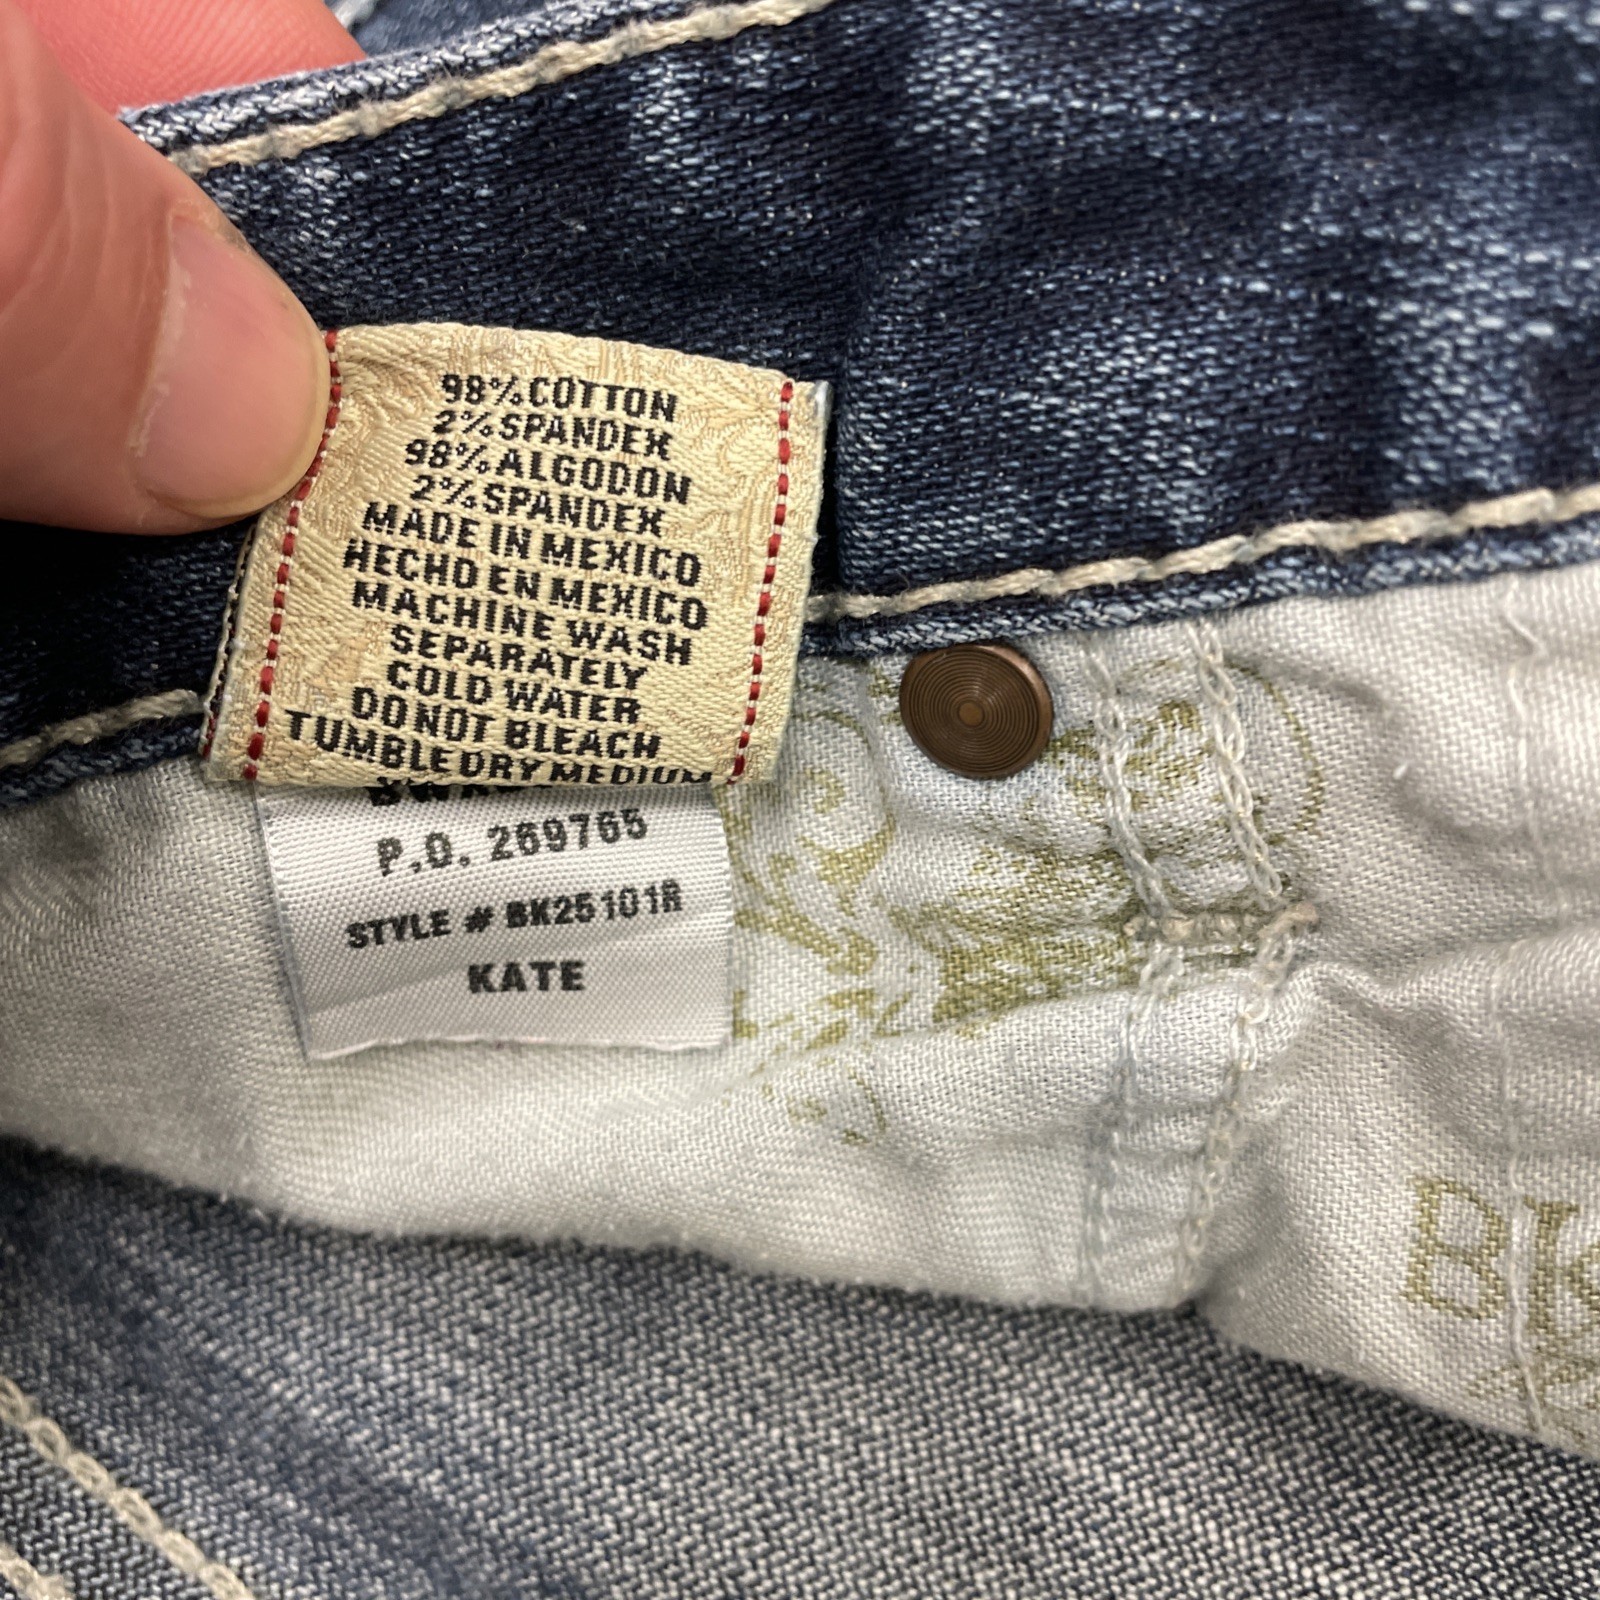 98% COTTON
2% SPANDEX
98% ALGODON
2% SPANDEX
MADE IN MEXICO
HECHO EN MEXICO
MACHINE WASH
SEPARATELY
COLD WATER
DO NOT BLEACH
TUMBLE DRY MEDIUM
P.O. 269765
STYLE # BK25101R
KATE
BK